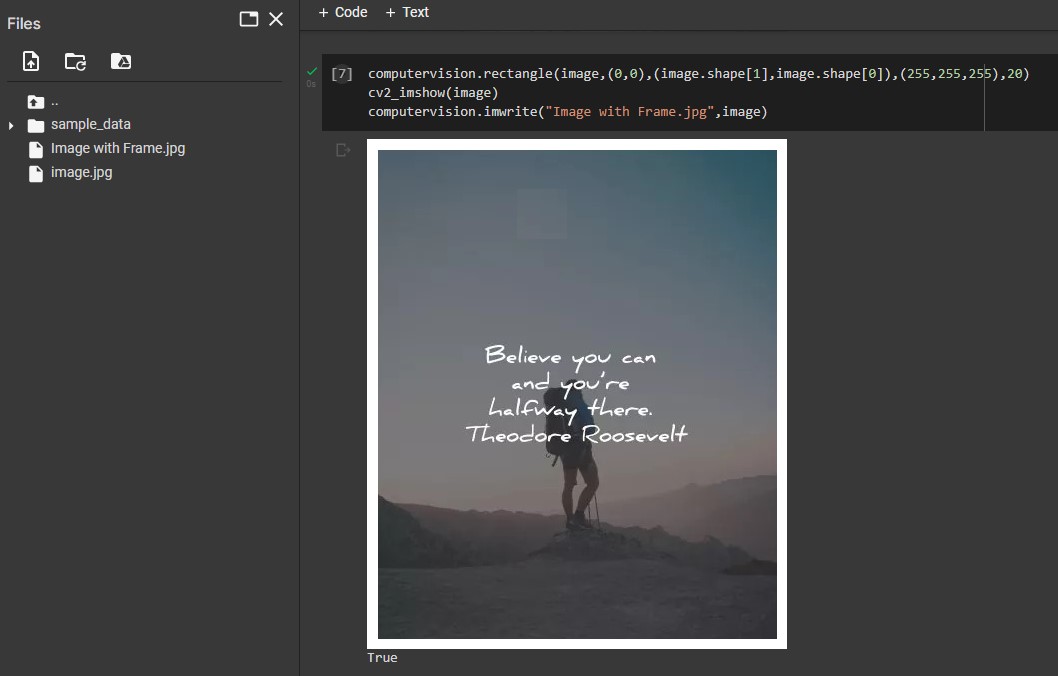 Files
+ Code + Text
..
sample_data
Image with Frame.jpg
image.jpg
[7]
0s
computervision.rectangle(image,(0,0),(image.shape[1],image.shape[0]),(255,255,255),20)
cv2_imshow(image)
computervision.imwrite("Image with Frame.jpg",image)
Believe you can
and you're
halfway there.
Theodore Roosevelt
True